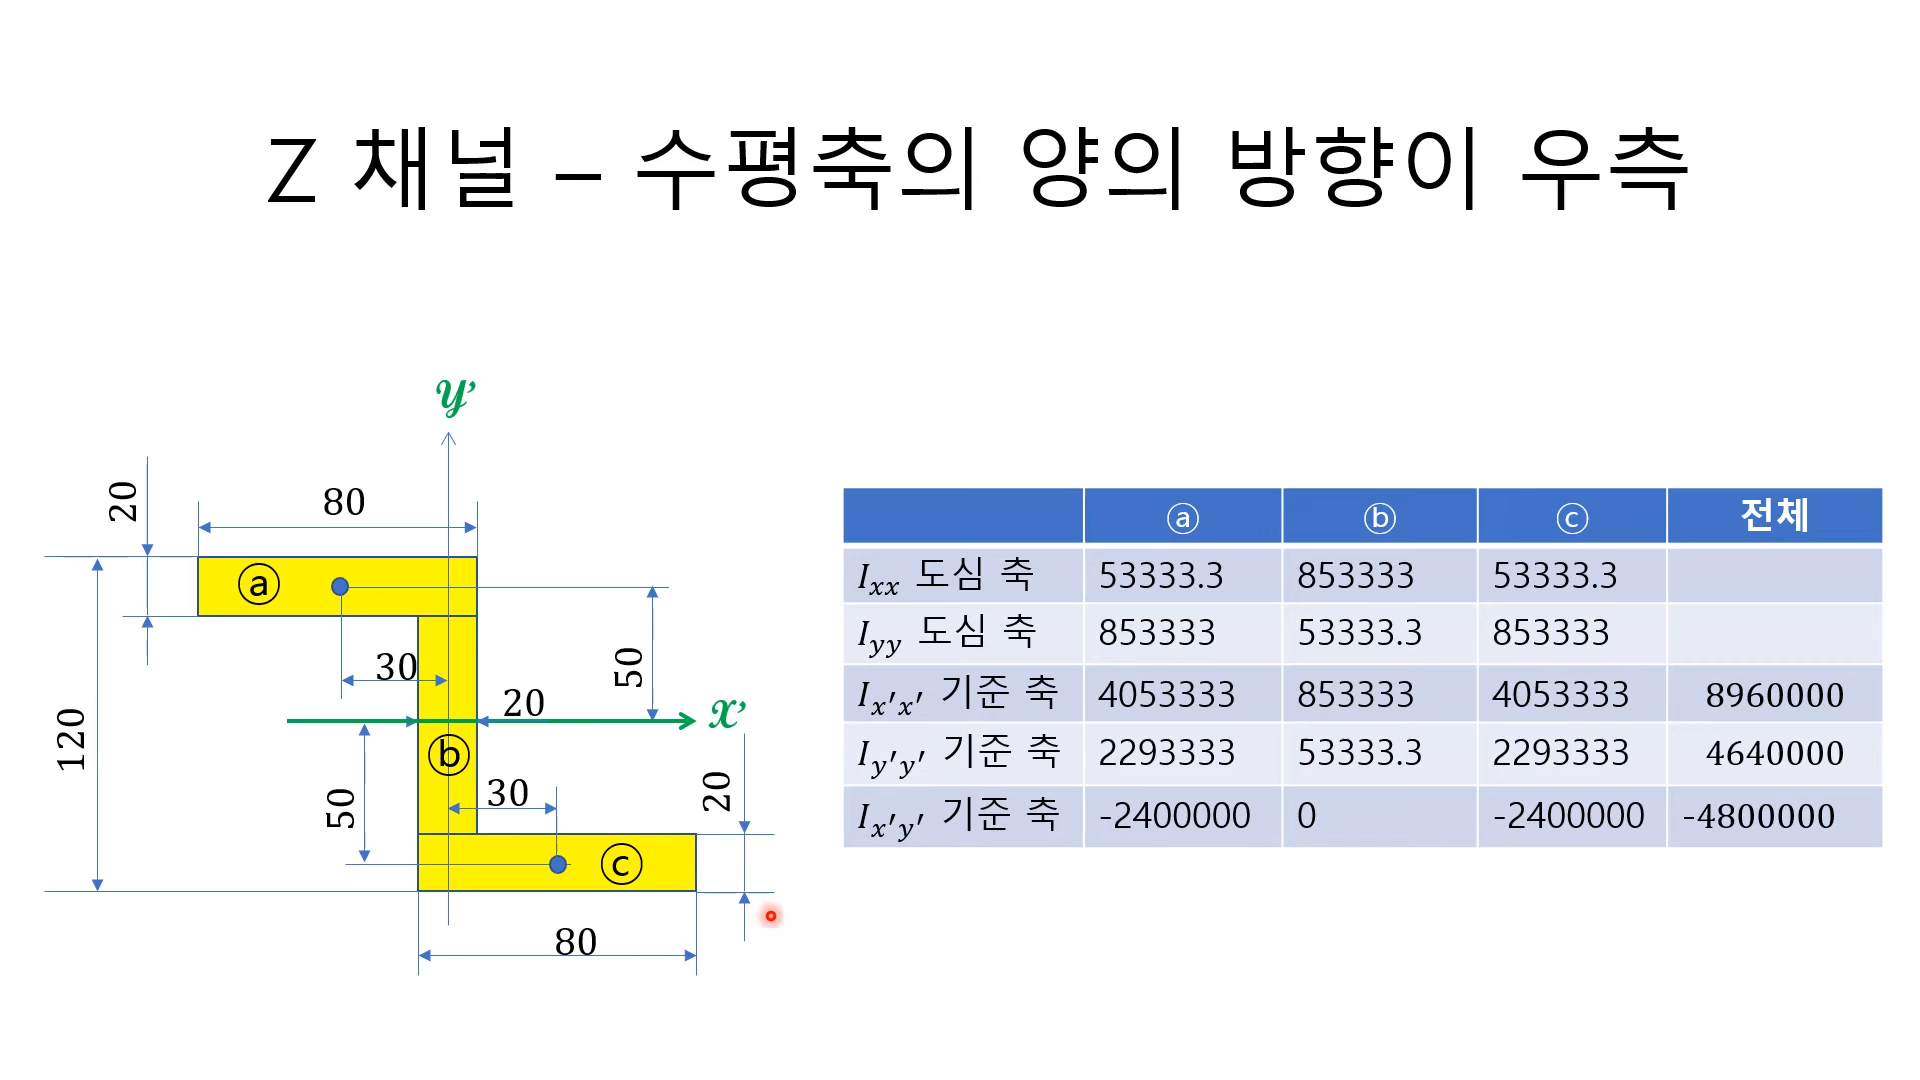 Z 채널 – 수평축의 양의 방향이 우측
y’
20
80
ⓐ
30
50
20
x’
120
ⓑ
50
30
20
ⓒ
80
ⓐ ⓑ ⓒ 전체
Ixx 도심 축 53333.3 853333 53333.3
Iyy 도심 축 853333 53333.3 853333
Ix′x′ 기준 축 4053333 853333 4053333 8960000
Iy′y′ 기준 축 2293333 53333.3 2293333 4640000
Ix′y′ 기준 축 -2400000 0 -2400000 -4800000